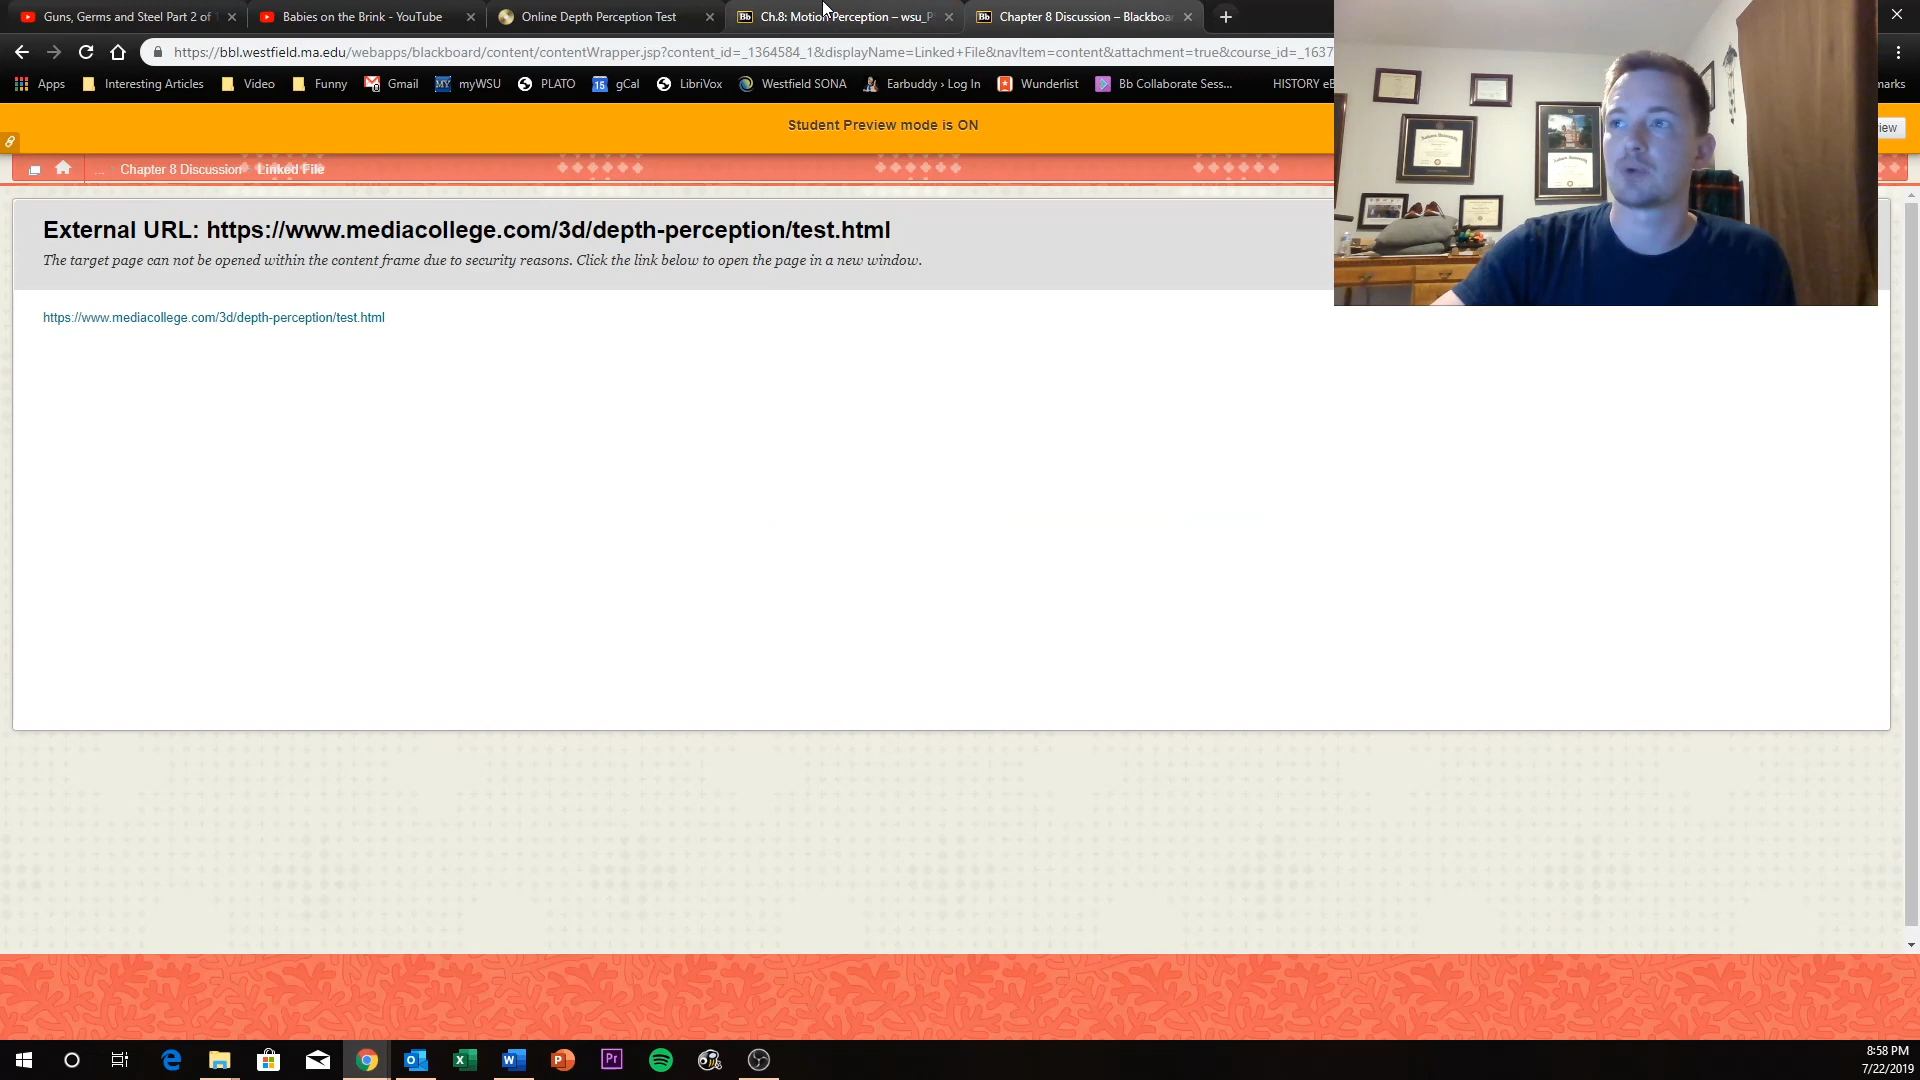 Guns, Germs and Steel Part 2 of
Babies on the Brink - YouTube
Online Depth Perception Test
Ch.8: Motion Perception – wsu_P
Chapter 8 Discussion – Blackboa
https://bbl.westfield.ma.edu/webapps/blackboard/content/contentWrapper.jsp?content_id=_1364584_1&displayName=Linked+File&navItem=content&attachment=true&course_id=_1637
Apps
Interesting Articles
Video
Funny
Gmail
myWSU
PLATO
gCal
LibriVox
Westfield SONA
Earbuddy › Log In
Wunderlist
Bb Collaborate Sess...
HISTORY eB
marks
Student Preview mode is ON
iew
... Chapter 8 Discussion Linked File
External URL: https://www.mediacollege.com/3d/depth-perception/test.html
The target page can not be opened within the content frame due to security reasons. Click the link below to open the page in a new window.
https://www.mediacollege.com/3d/depth-perception/test.html
8:58 PM
7/22/2019